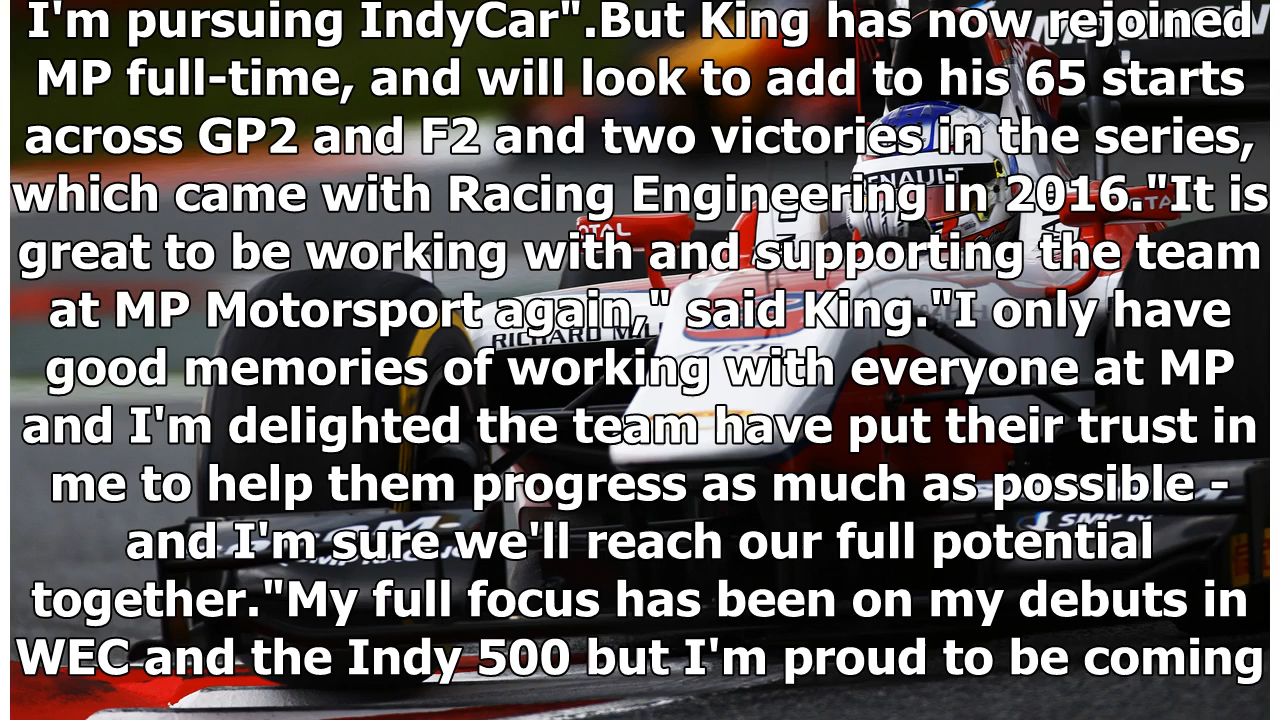 I'm pursuing IndyCar".But King has now rejoined
MP full-time, and will look to add to his 65 starts
across GP2 and F2 and two victories in the series,
which came with Racing Engineering in 2016."It is
great to be working with and supporting the team
at MP Motorsport again," said King."I only have
good memories of working with everyone at MP
and I'm delighted the team have put their trust in
me to help them progress as much as possible -
and I'm sure we'll reach our full potential
together."My full focus has been on my debuts in
WEC and the Indy 500 but I'm proud to be coming